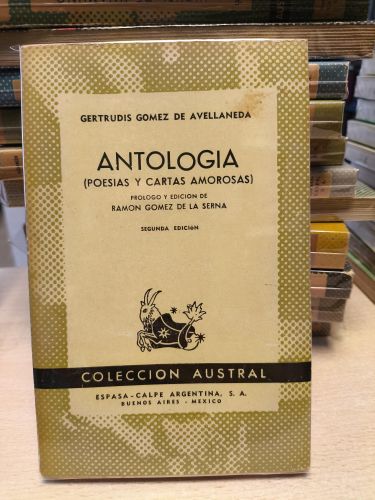 GERTRUDIS GOMEZ DE AVELLANEDA
ANTOLOGIA
(POESIAS Y CARTAS AMOROSAS)
PROLOGO Y EDICION DE
RAMON GOMEZ DE LA SERNA
SEGUNDA EDICIÓN
COLECCION AUSTRAL
ESPASA-CALPE ARGENTINA, S. A.
BUENOS AIRES - MEXICO